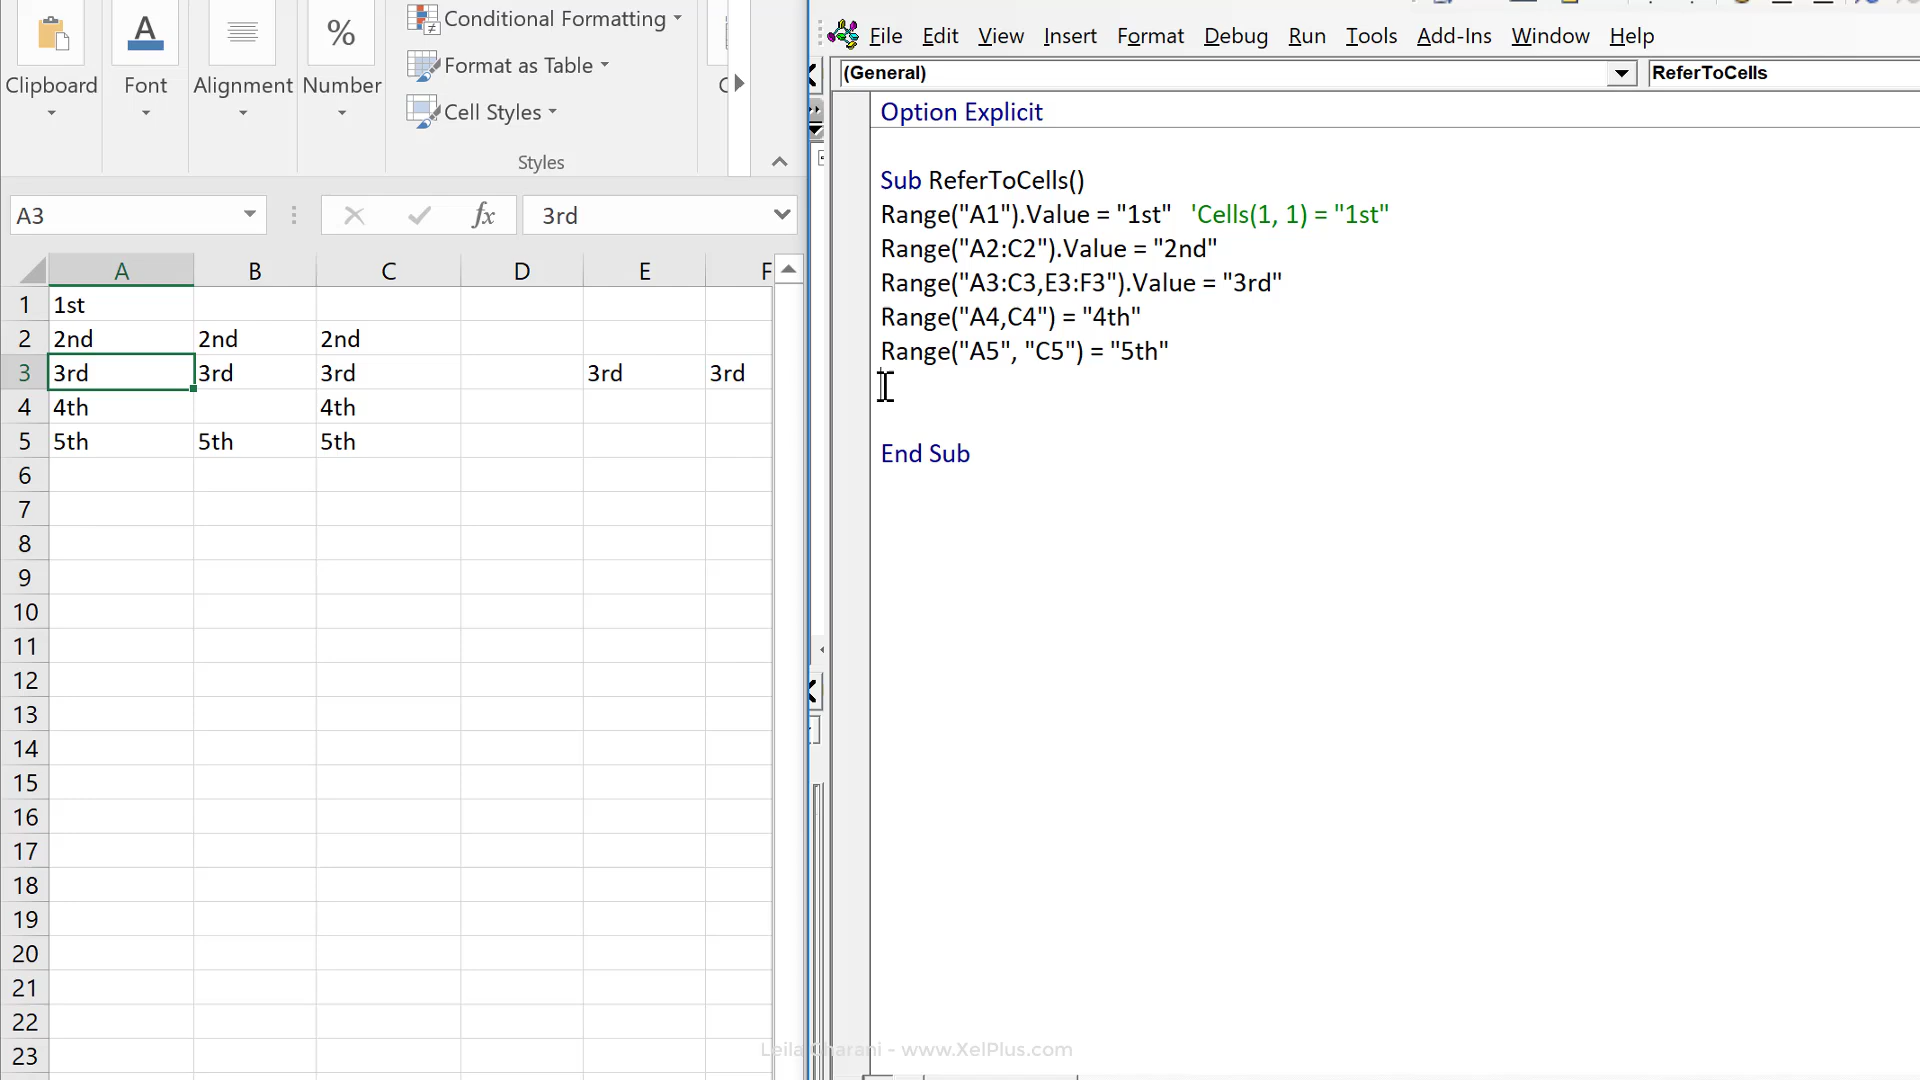 Clipboard
Font
Alignment
Number
Conditional Formatting
Format as Table
Cell Styles
Styles
A3
fx
3rd
A B C D E F
1 1st
2 2nd 2nd 2nd
3 3rd 3rd 3rd 3rd 3rd
4 4th 4th
5 5th 5th 5th
6
7
8
9
10
11
12
13
14
15
16
17
18
19
20
21
22
23
File Edit View Insert Format Debug Run Tools Add-Ins Window Help
(General)
ReferToCells
Option Explicit
Sub ReferToCells()
Range("A1").Value = "1st" 'Cells(1, 1) = "1st"
Range("A2:C2").Value = "2nd"
Range("A3:C3,E3:F3").Value = "3rd"
Range("A4,C4") = "4th"
Range("A5", "C5") = "5th"
End Sub
Leila Gharani - www.XelPlus.com